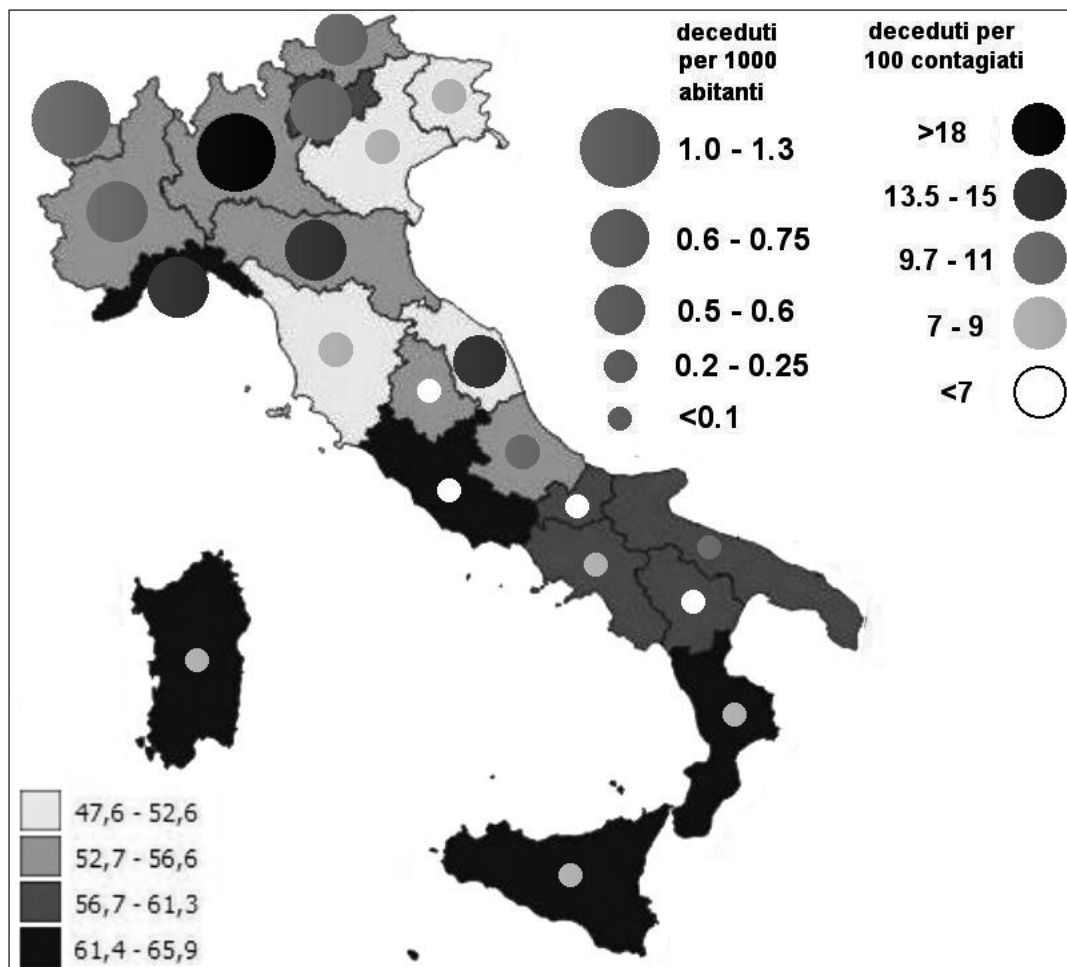 deceduti
per 1000
abitanti
1.0 - 1.3
0.6 - 0.75
0.5 - 0.6
0.2 - 0.25
<0.1
deceduti per
100 contagiati
>18
13.5 - 15
9.7 - 11
7 - 9
<7
47,6 - 52,6
52,7 - 56,6
56,7 - 61,3
61,4 - 65,9